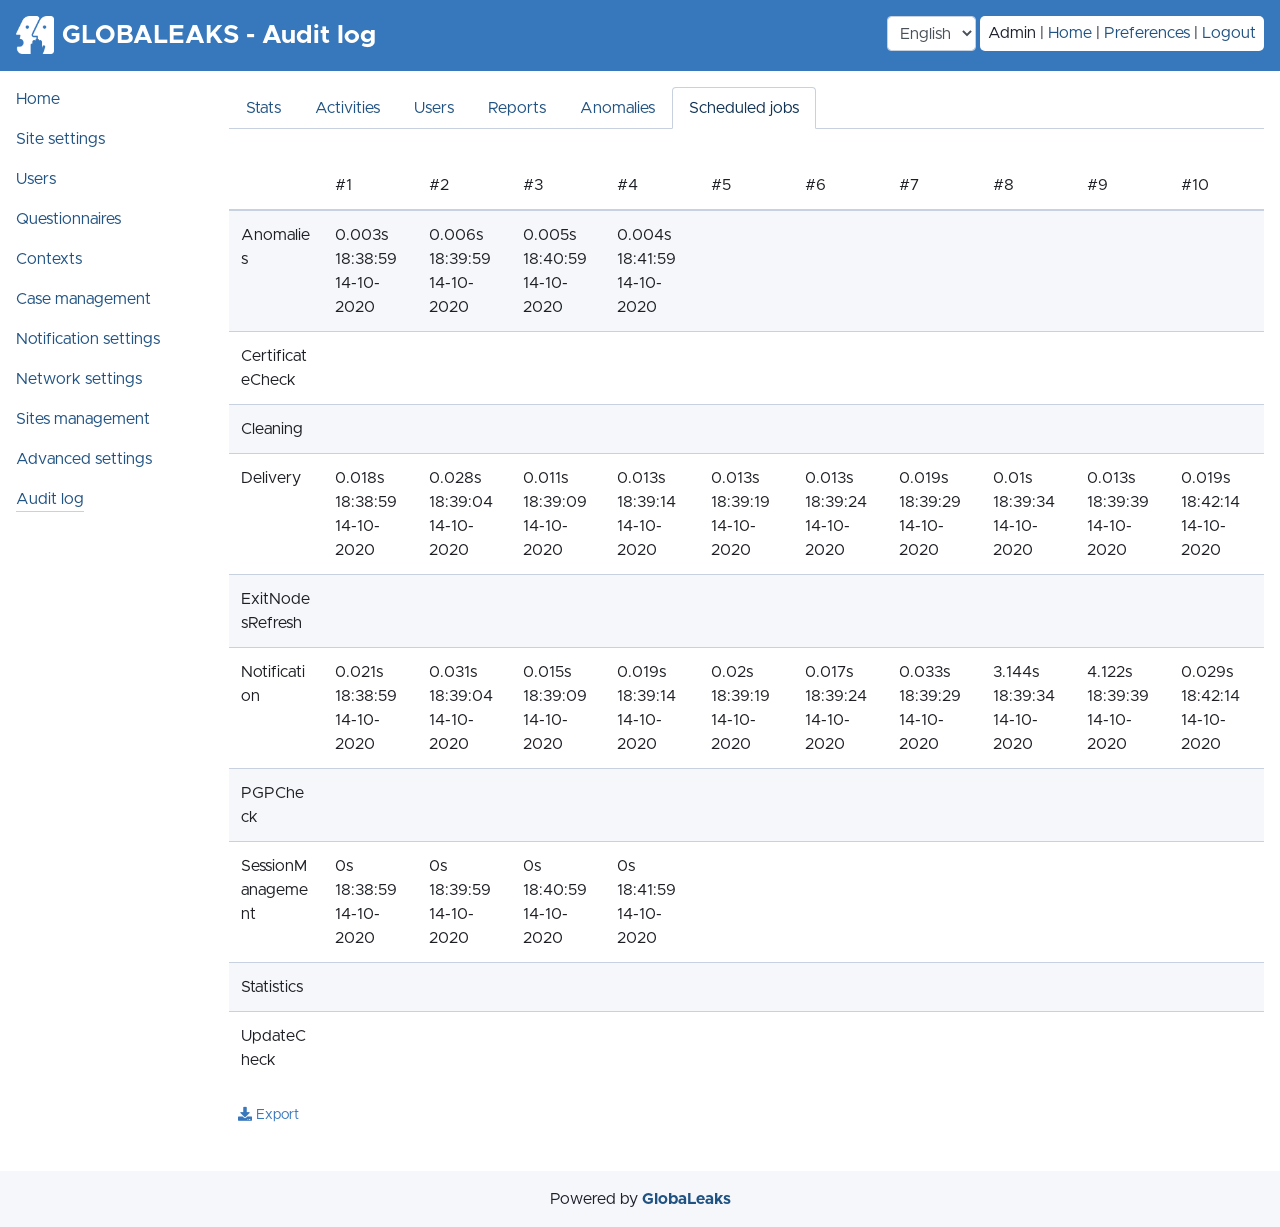 GLOBALEAKS - Audit log
English
Admin | Home | Preferences | Logout
Home
Site settings
Users
Questionnaires
Contexts
Case management
Notification settings
Network settings
Sites management
Advanced settings
Audit log
Stats Activities Users Reports Anomalies Scheduled jobs
#1 #2 #3 #4 #5 #6 #7 #8 #9 #10
Anomalie 0.003s 0.006s 0.005s 0.004s
s 18:38:59 18:39:59 18:40:59 18:41:59
14-10- 14-10- 14-10- 14-10-
2020 2020 2020 2020
Certificat
eCheck
Cleaning
Delivery 0.018s 0.028s 0.011s 0.013s 0.013s 0.013s 0.019s 0.01s 0.013s 0.019s
18:38:59 18:39:04 18:39:09 18:39:14 18:39:19 18:39:24 18:39:29 18:39:34 18:39:39 18:42:14
14-10- 14-10- 14-10- 14-10- 14-10- 14-10- 14-10- 14-10- 14-10- 14-10-
2020 2020 2020 2020 2020 2020 2020 2020 2020 2020
ExitNode
sRefresh
Notificati 0.021s 0.031s 0.015s 0.019s 0.02s 0.017s 0.033s 3.144s 4.122s 0.029s
on 18:38:59 18:39:04 18:39:09 18:39:14 18:39:19 18:39:24 18:39:29 18:39:34 18:39:39 18:42:14
14-10- 14-10- 14-10- 14-10- 14-10- 14-10- 14-10- 14-10- 14-10- 14-10-
2020 2020 2020 2020 2020 2020 2020 2020 2020 2020
PGPChe
ck
SessionM 0s 0s 0s 0s
anageme 18:38:59 18:39:59 18:40:59 18:41:59
nt 14-10- 14-10- 14-10- 14-10-
2020 2020 2020 2020
Statistics
UpdateC
heck
Export
Powered by GlobaLeaks